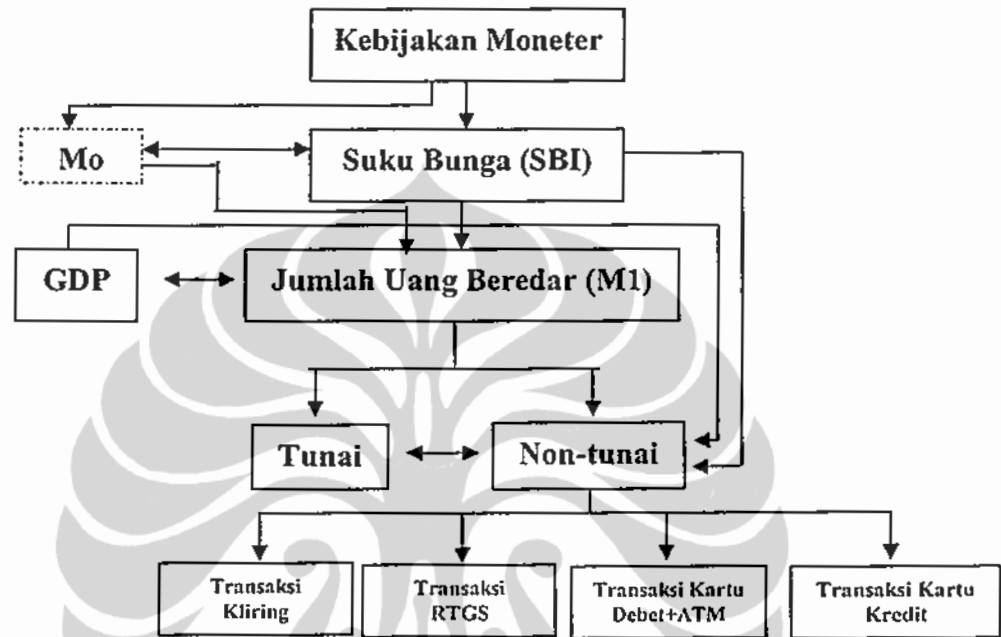 Kebijakan Moneter
Mo
Suku Bunga (SBI)
GDP
Jumlah Uang Beredar (M1)
Tunai
Non-tunai
Transaksi
Kliring
Transaksi
RTGS
Transaksi Kartu
Debet+ATM
Transaksi Kartu
Kredit